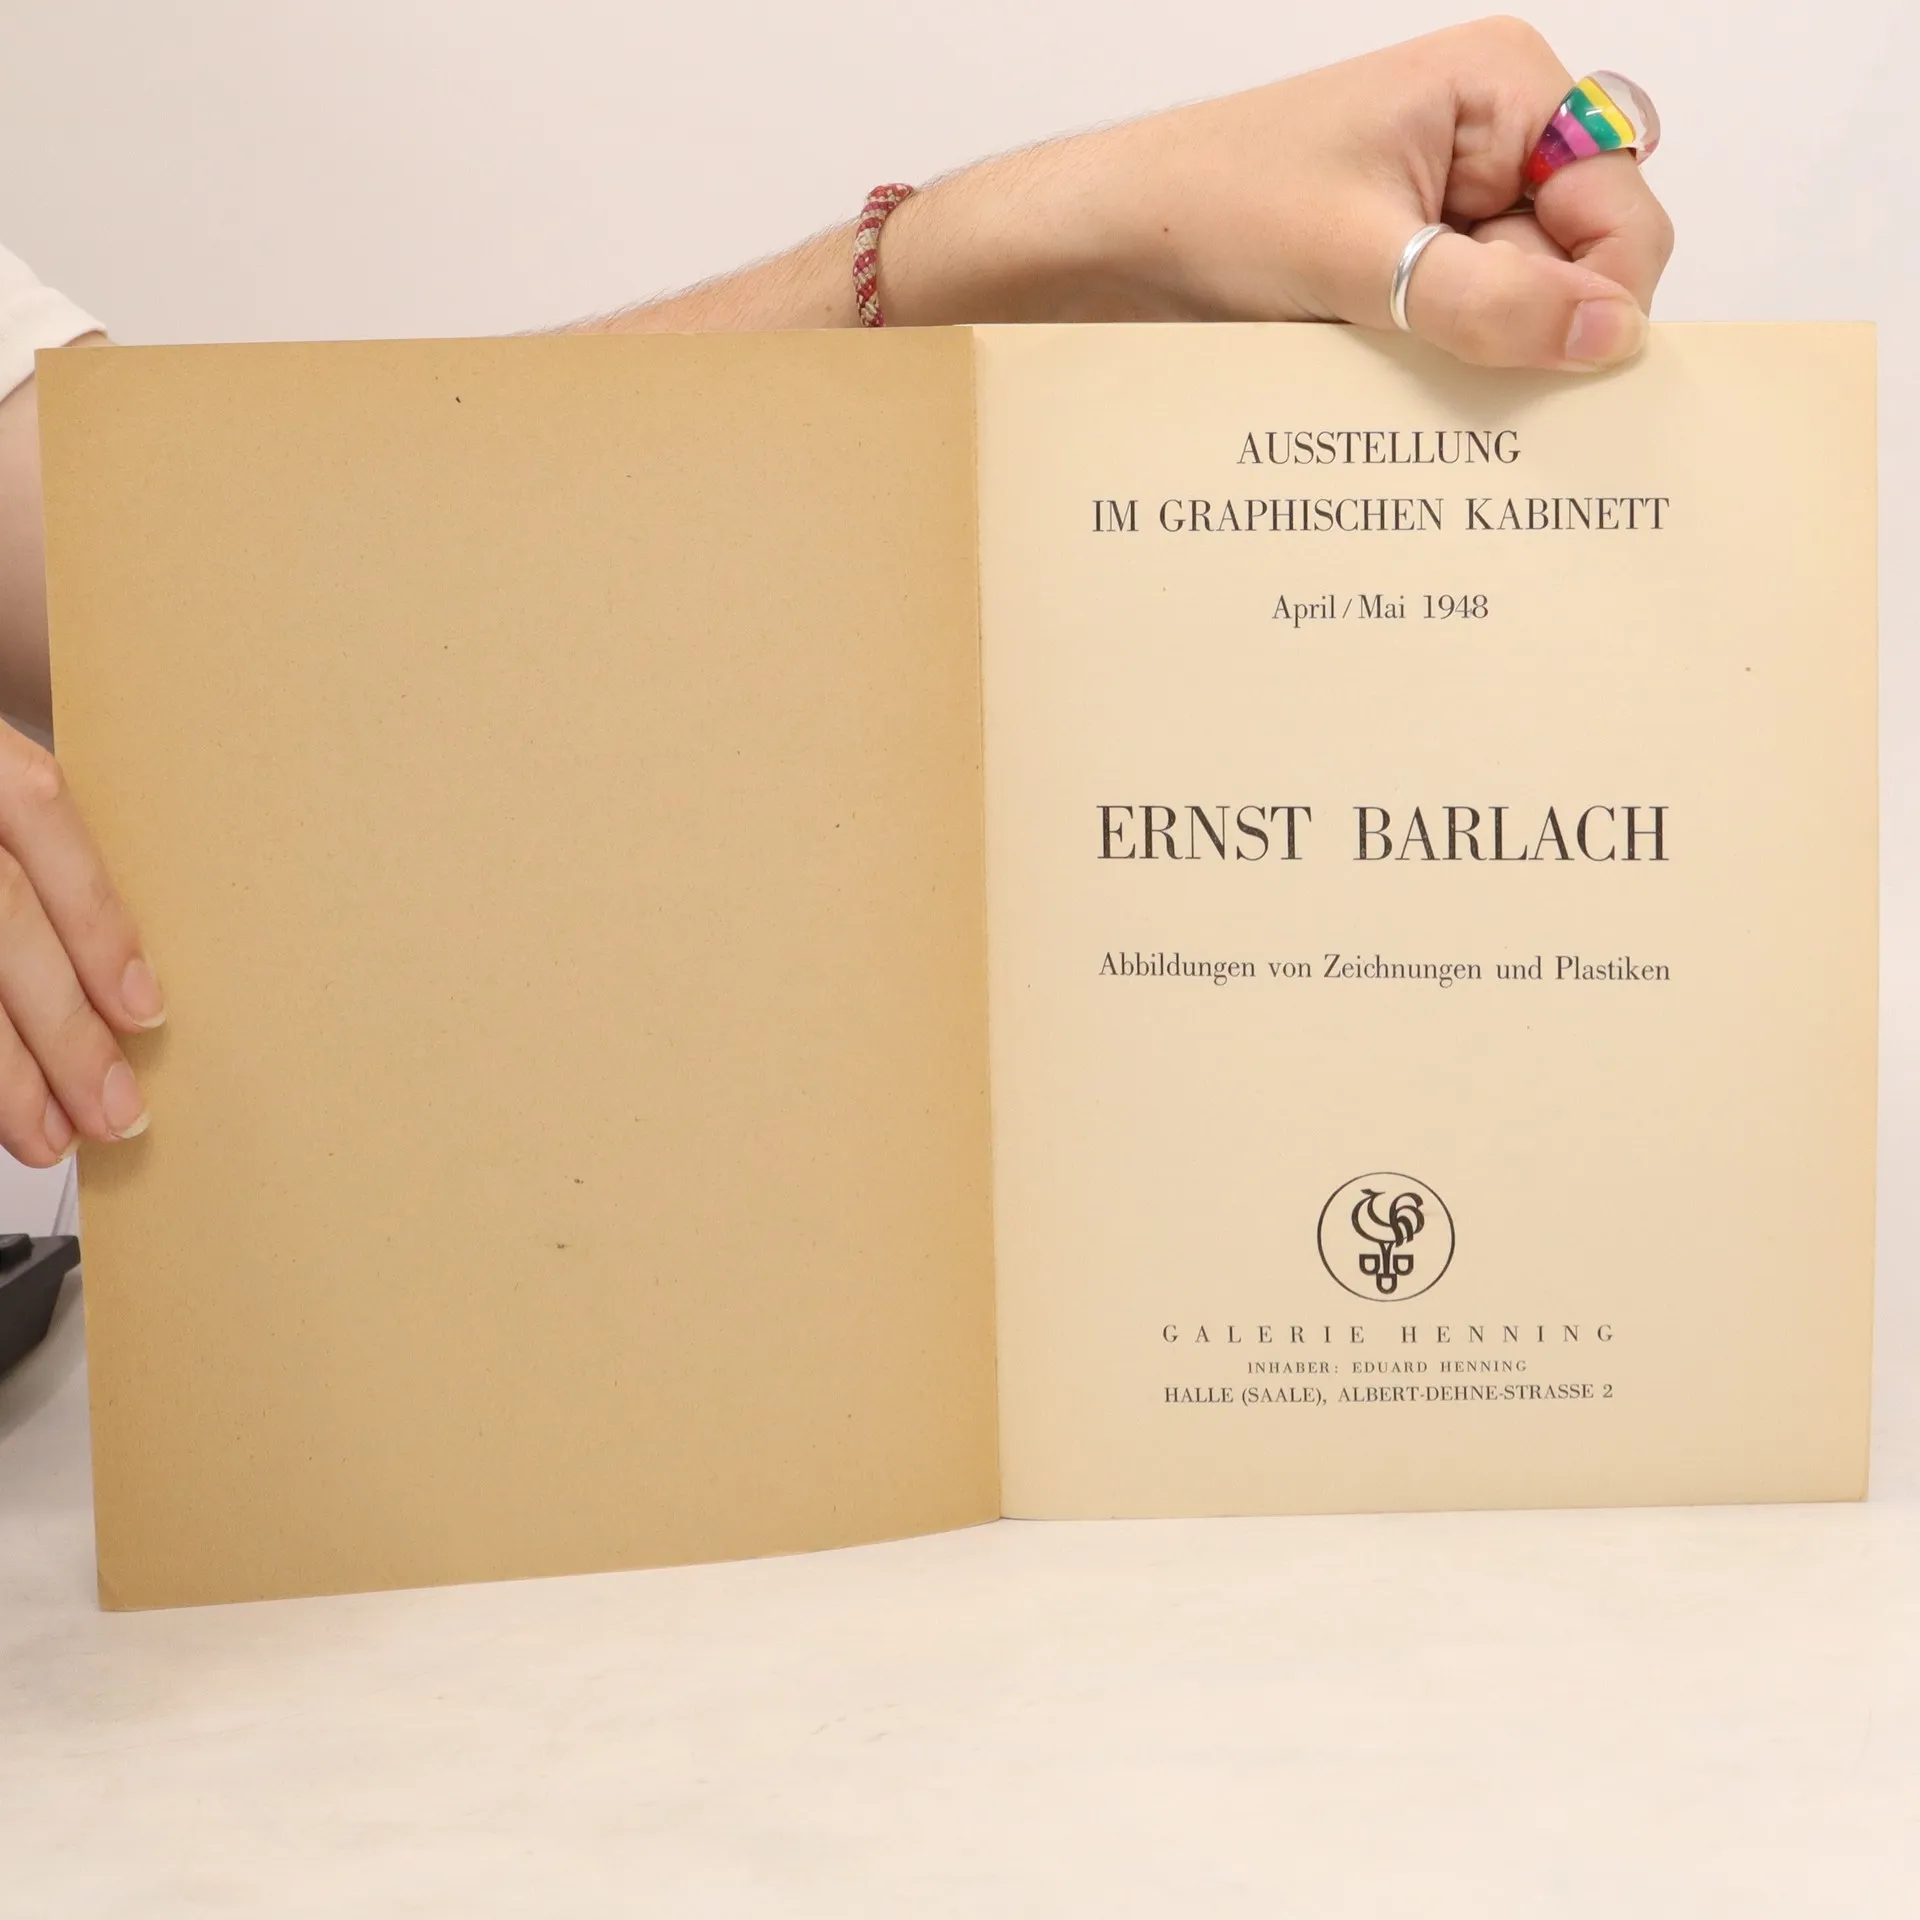 AUSSTELLUNG
IM GRAPHISCHEN KABINETT
April / Mai 1948
ERNST BARLACH
Abbildungen von Zeichnungen und Plastiken
GALERIE HENNING
INHABER: EDUARD HENNING
HALLE (SAALE), ALBERT-DEHNE-STRASSE 2